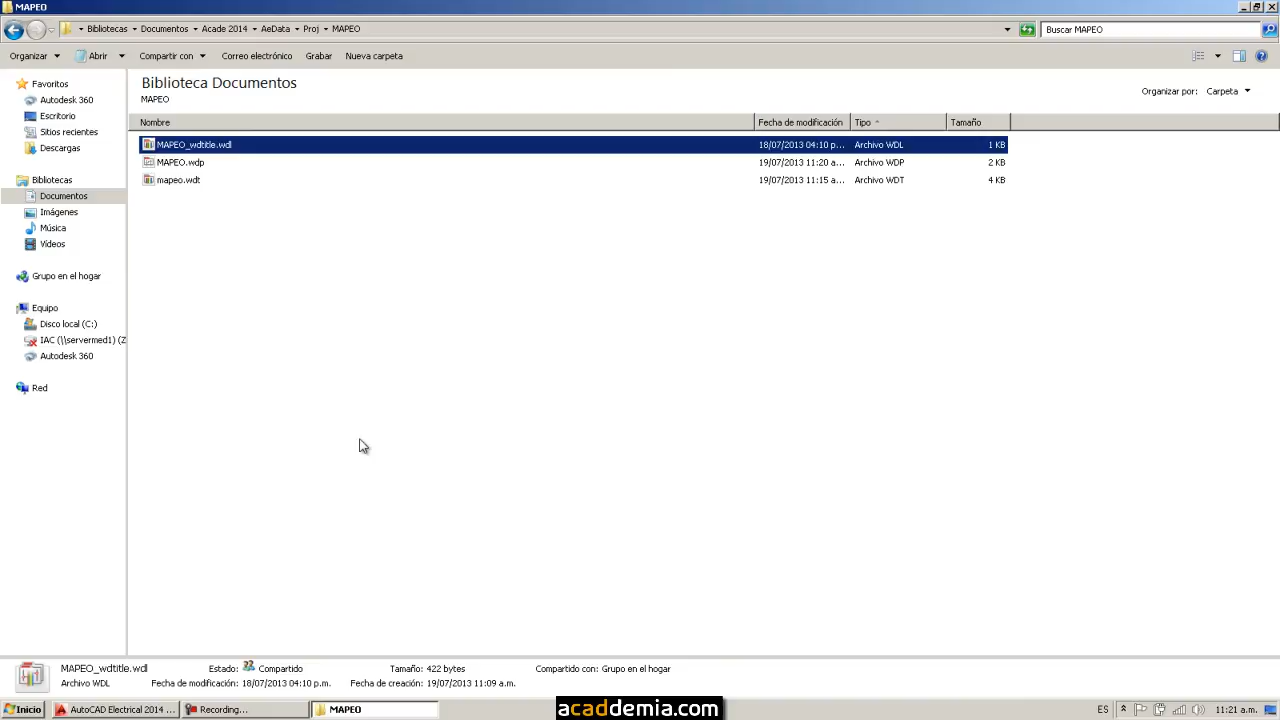 MAPEO
Bibliotecas Documentos Acade 2014 AeData Proj MAPEO
Buscar MAPEO
Organizar Abrir Compartir con Correo electrónico Grabar Nueva carpeta
Favoritos
Autodesk 360
Escritorio
Sitios recientes
Descargas
Bibliotecas
Documentos
Imágenes
Música
Vídeos
Grupo en el hogar
Equipo
Disco local (C:)
IAC (\\servermed1) (Z
Autodesk 360
Red
Biblioteca Documentos
MAPEO
Organizar por: Carpeta
Nombre Fecha de modificación Tipo Tamaño
MAPEO_wdtitle.wdl 18/07/2013 04:10 p... Archivo WDL 1 KB
MAPEO.wdp 19/07/2013 11:20 a... Archivo WDP 2 KB
mapeo.wdt 19/07/2013 11:15 a... Archivo WDT 4 KB
MAPEO_wdtitle.wdl Estado: Compartido Tamaño: 422 bytes Compartido con: Grupo en el hogar
Archivo WDL Fecha de modificación: 18/07/2013 04:10 p.m. Fecha de creación: 19/07/2013 11:09 a.m.
Inicio AutoCAD Electrical 2014 ... Recording... MAPEO acaddemia.com ES 11:21 a.m.